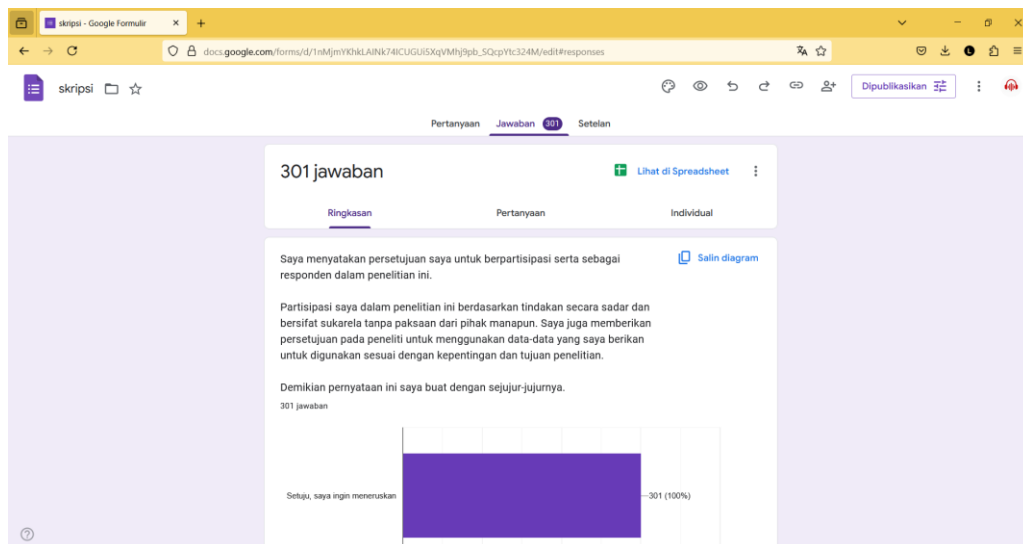 skripsi - Google Formulir
docs.google.com/forms/d/1nMjmYKhkLAINk74ICUGUi5XqVMhj9pb_SQcpYtc324M/edit#responses
skripsi
Dipublikasikan
Pertanyaan Jawaban 301 Setelan
301 jawaban
Lihat di Spreadsheet
Ringkasan Pertanyaan Individual
Saya menyatakan persetujuan saya untuk berpartisipasi serta sebagai
responden dalam penelitian ini.
Salin diagram
Partisipasi saya dalam penelitian ini berdasarkan tindakan secara sadar dan
bersifat sukarela tanpa paksaan dari pihak manapun. Saya juga memberikan
persetujuan pada peneliti untuk menggunakan data-data yang saya berikan
untuk digunakan sesuai dengan kepentingan dan tujuan penelitian.
Demikian pernyataan ini saya buat dengan sejujur-jujurnya.
301 jawaban
Setuju, saya ingin meneruskan
301 (100%)